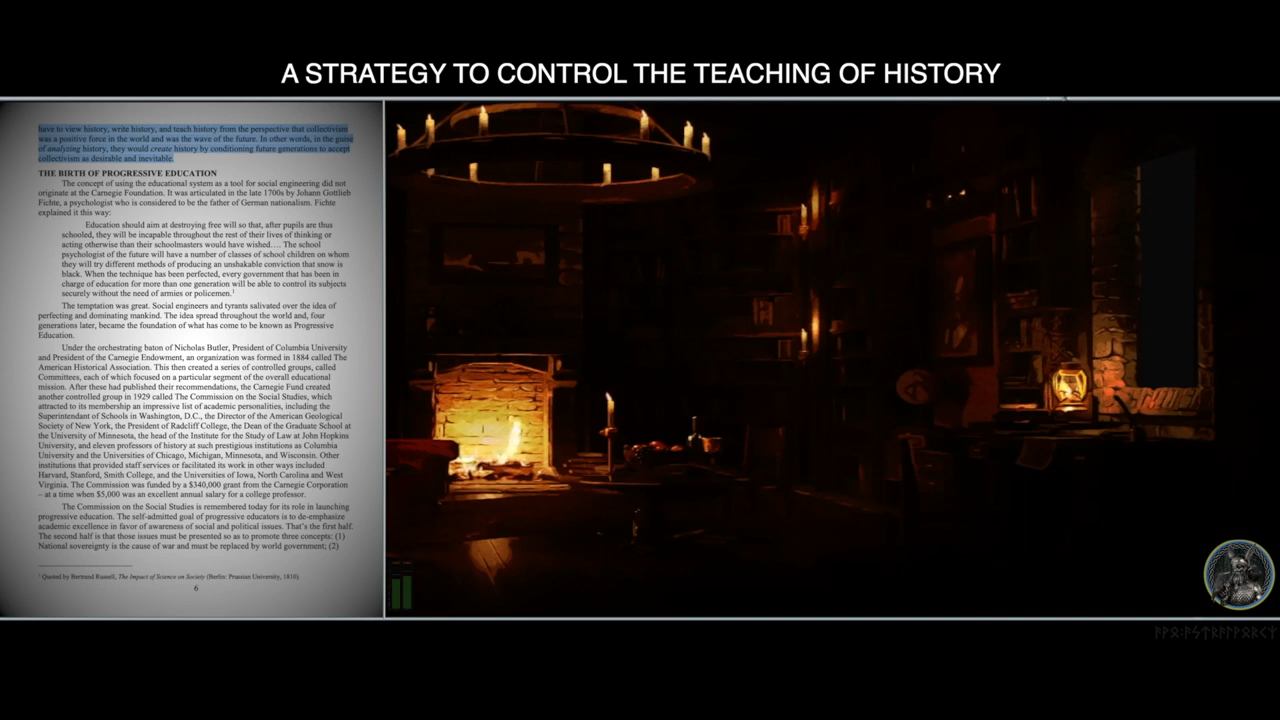 A STRATEGY TO CONTROL THE TEACHING OF HISTORY
have to view history, write history, and teach history from the perspective that collectivism
was a positive force in the world and was the wave of the future. In other words, in the guise
of analyzing history, they would create history by conditioning future generations to accept
collectivism as desirable and inevitable.
THE BIRTH OF PROGRESSIVE EDUCATION
The concept of using the educational system as a tool for social engineering did not
originate at the Carnegie Foundation. It was articulated in the late 1700s by Johann Gottlieb
Fichte, a psychologist who is considered to be the father of German nationalism. Fichte
explained it this way:
Education should aim at destroying free will so that, after pupils are thus
schooled, they will be incapable throughout the rest of their lives of thinking or
acting otherwise than their schoolmasters would have wished…. The school
psychologist of the future will have a number of classes of school children on whom
they will try different methods of producing an unshakable conviction that snow is
black. When the technique has been perfected, every government that has been in
charge of education for more than one generation will be able to control its subjects
securely without the need of armies or policemen.1
The temptation was great. Social engineers and tyrants salivated over the idea of
perfecting and dominating mankind. The idea spread throughout the world and, four
generations later, became the foundation of what has come to be known as Progressive
Education.
Under the orchestrating baton of Nicholas Butler, President of Columbia University
and President of the Carnegie Endowment, an organization was formed in 1884 called The
American Historical Association. This then created a series of controlled groups, called
Committees, each of which focused on a particular segment of the overall educational
mission. After these had published their recommendations, the Carnegie Fund created
another controlled group in 1929 called The Commission on the Social Studies, which
attracted to its membership an impressive list of academic personalities, including the
Superintendant of Schools in Washington, D.C., the Director of the American Geological
Society of New York, the President of Radcliff College, the Dean of the Graduate School at
the University of Minnesota, the head of the Institute for the Study of Law at John Hopkins
University, and eleven professors of history at such prestigious institutions as Columbia
University and the Universities of Chicago, Michigan, Minnesota, and Wisconsin. Other
institutions that provided staff services or facilitated its work in other ways included
Harvard, Stanford, Smith College, and the Universities of Iowa, North Carolina and West
Virginia. The Commission was funded by a $340,000 grant from the Carnegie Corporation
– at a time when $5,000 was an excellent annual salary for a college professor.
The Commission on the Social Studies is remembered today for its role in launching
progressive education. The self-admitted goal of progressive educators is to de-emphasize
academic excellence in favor of awareness of social and political issues. That's the first half.
The second half is that those issues must be presented so as to promote three concepts: (1)
National sovereignty is the cause of war and must be replaced by world government; (2)
1 Quoted by Bertrand Russell, The Impact of Science on Society (Berlin: Prussian University, 1810).
6